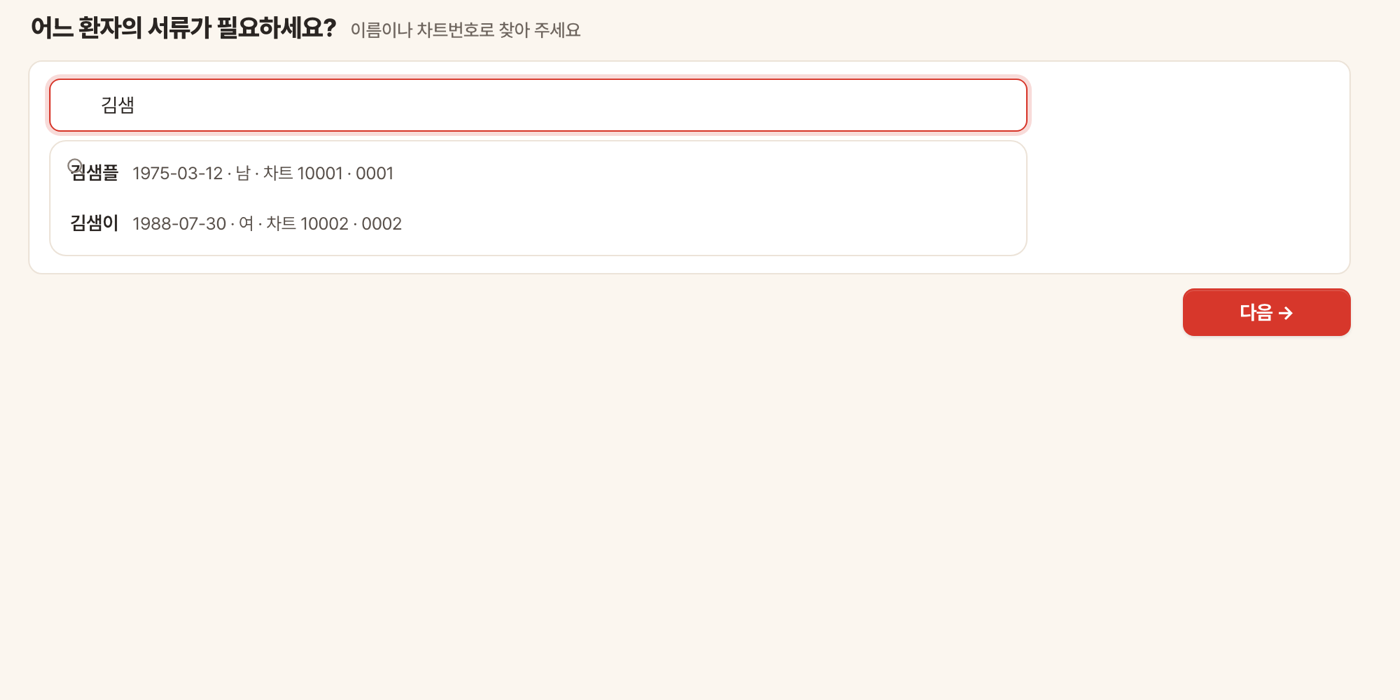 어느 환자의 서류가 필요하세요? 이름이나 차트번호로 찾아 주세요
김샘
김샘플 1975-03-12 · 남 · 차트 10001 · 0001
김샘이 1988-07-30 · 여 · 차트 10002 · 0002
다음 →